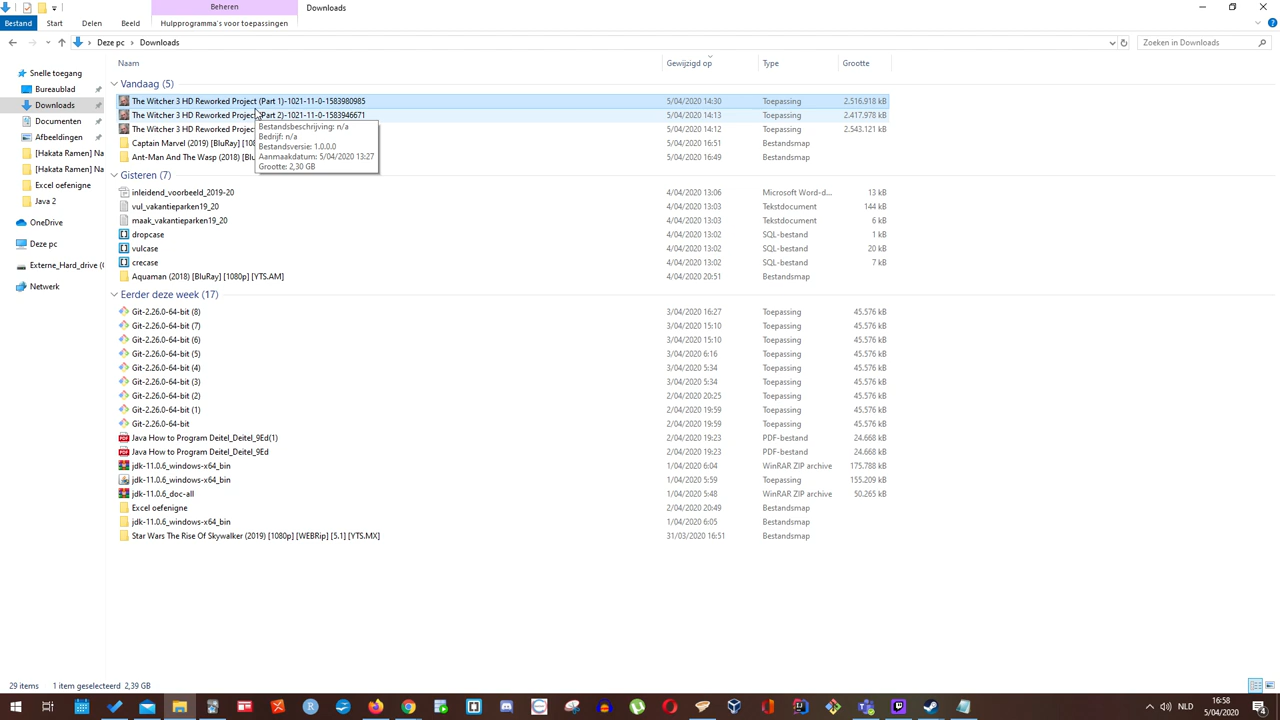 Beheren
Downloads
Bestand
Start
Delen
Beeld
Hulpprogramma's voor toepassingen
Deze pc
Downloads
Zoeken in Downloads
Naam
Gewijzigd op
Type
Grootte
Snelle toegang
Bureaublad
Downloads
Documenten
Afbeeldingen
[Hakata Ramen] Na
[Hakata Ramen] Na
Excel oefenigne
Java 2
OneDrive
Deze pc
Externe_Hard_drive (
Netwerk
Vandaag (5)
The Witcher 3 HD Reworked Project (Part 1)-1021-11-0-1583980985 5/04/2020 14:30 Toepassing 2.516.918 kB
The Witcher 3 HD Reworked Project (Part 2)-1021-11-0-1583946671 5/04/2020 14:13 Toepassing 2.417.978 kB
The Witcher 3 HD Reworked Project 5/04/2020 14:12 Toepassing 2.543.121 kB
Captain Marvel (2019) [BluRay] [10 5/04/2020 16:51 Bestandsmap
Ant-Man And The Wasp (2018) [Blu 5/04/2020 16:49 Bestandsmap
Bestandsbeschrijving: n/a
Bedrijf: n/a
Bestandsversie: 1.0.0.0
Aanmaakdatum: 5/04/2020 13:27
Grootte: 2,30 GB
Gisteren (7)
inleidend_voorbeeld_2019-20 4/04/2020 13:06 Microsoft Word-d... 13 kB
vul_vakantieparken19_20 4/04/2020 13:03 Tekstdocument 144 kB
maak_vakantieparken19_20 4/04/2020 13:03 Tekstdocument 6 kB
dropcase 4/04/2020 13:02 SQL-bestand 1 kB
vulcase 4/04/2020 13:02 SQL-bestand 20 kB
crecase 4/04/2020 13:02 SQL-bestand 7 kB
Aquaman (2018) [BluRay] [1080p] [YTS.AM] 4/04/2020 20:51 Bestandsmap
Eerder deze week (17)
Git-2.26.0-64-bit (8) 3/04/2020 16:27 Toepassing 45.576 kB
Git-2.26.0-64-bit (7) 3/04/2020 15:10 Toepassing 45.576 kB
Git-2.26.0-64-bit (6) 3/04/2020 15:10 Toepassing 45.576 kB
Git-2.26.0-64-bit (5) 3/04/2020 6:16 Toepassing 45.576 kB
Git-2.26.0-64-bit (4) 3/04/2020 5:34 Toepassing 45.576 kB
Git-2.26.0-64-bit (3) 3/04/2020 5:34 Toepassing 45.576 kB
Git-2.26.0-64-bit (2) 2/04/2020 20:25 Toepassing 45.576 kB
Git-2.26.0-64-bit (1) 2/04/2020 19:59 Toepassing 45.576 kB
Git-2.26.0-64-bit 2/04/2020 19:59 Toepassing 45.576 kB
Java How to Program Deitel_Deitel_9Ed(1) 2/04/2020 19:23 PDF-bestand 24.668 kB
Java How to Program Deitel_Deitel_9Ed 2/04/2020 19:23 PDF-bestand 24.668 kB
jdk-11.0.6_windows-x64_bin 1/04/2020 6:04 WinRAR ZIP archive 175.788 kB
jdk-11.0.6_windows-x64_bin 1/04/2020 5:59 Toepassing 155.209 kB
jdk-11.0.6_doc-all 1/04/2020 5:48 WinRAR ZIP archive 50.265 kB
Excel oefenigne 2/04/2020 20:49 Bestandsmap
jdk-11.0.6_windows-x64_bin 1/04/2020 6:05 Bestandsmap
Star Wars The Rise Of Skywalker (2019) [1080p] [WEBRip] [5.1] [YTS.MX] 31/03/2020 16:51 Bestandsmap
29 items 1 item geselecteerd 2,39 GB
NLD
16:58
5/04/2020